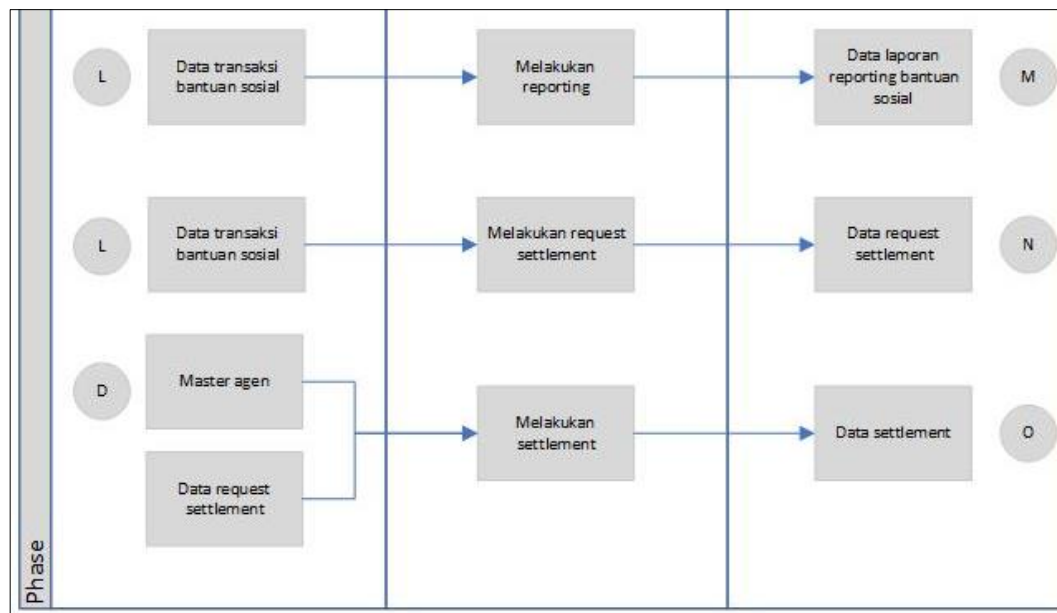 L
Data transaksi
bantuan sosial
Melakukan
reporting
Data laporan
reporting bantuan
sosial
M
L
Data transaksi
bantuan sosial
Melakukan request
settlement
Data request
settlement
N
D
Master agen
Data request
settlement
Melakukan
settlement
Data settlement
O
Phase